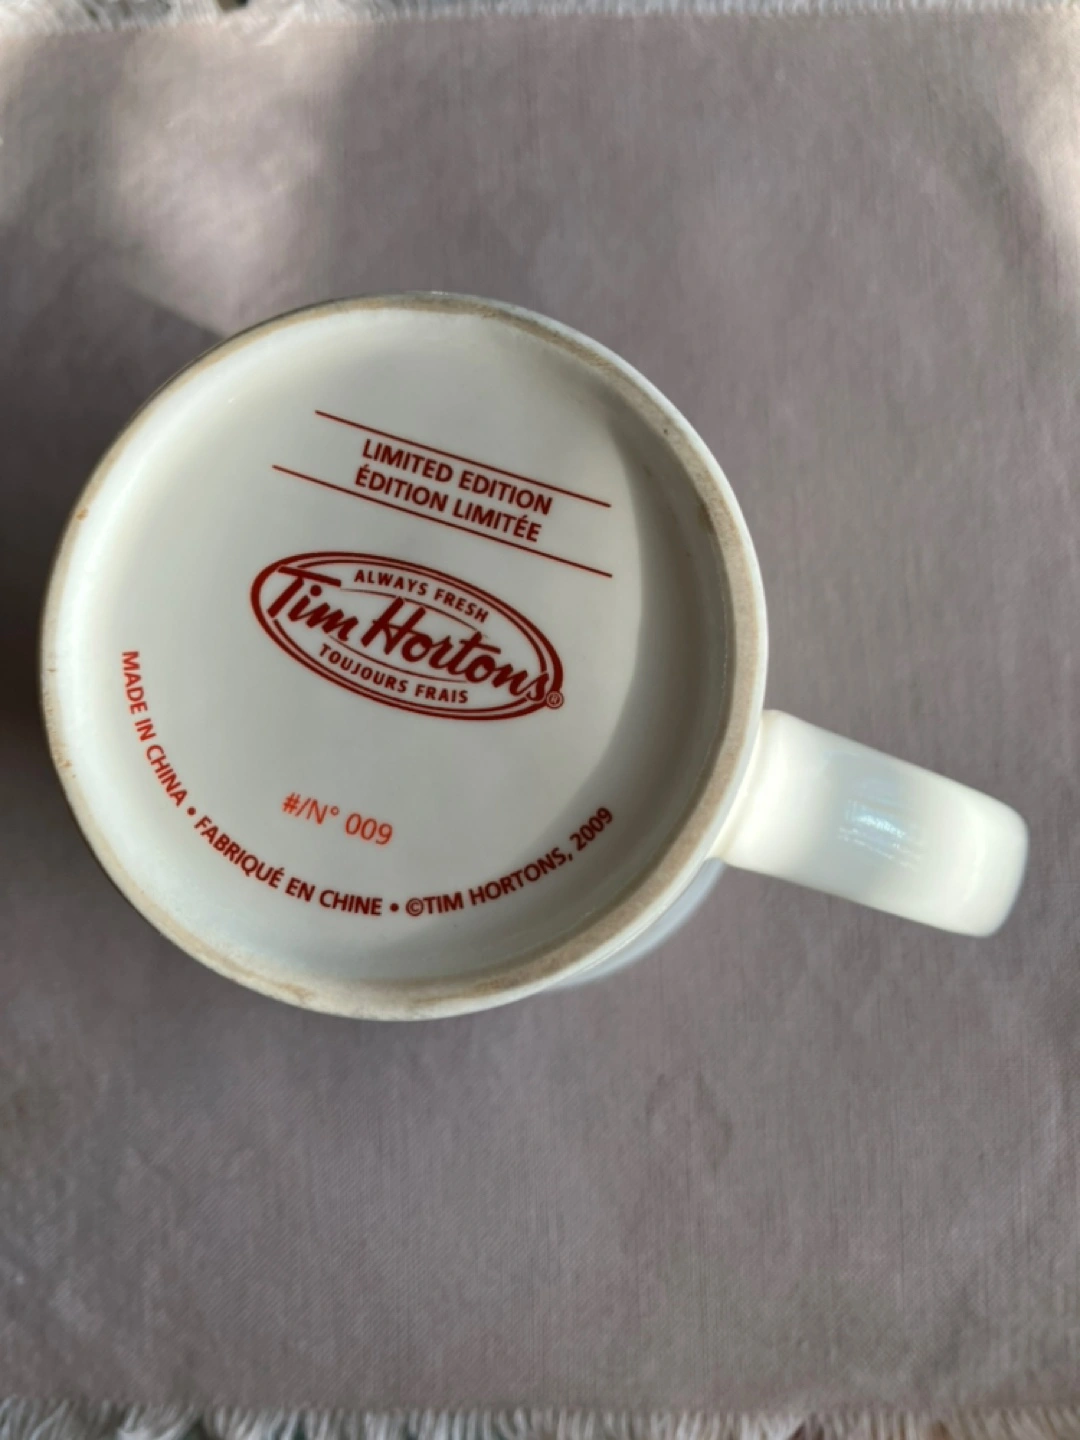 LIMITED EDITION
ÉDITION LIMITÉE
ALWAYS FRESH
Tim Hortons®
TOUJOURS FRAIS
#/N° 009
MADE IN CHINA • FABRIQUÉ EN CHINE • ©TIM HORTONS, 2009